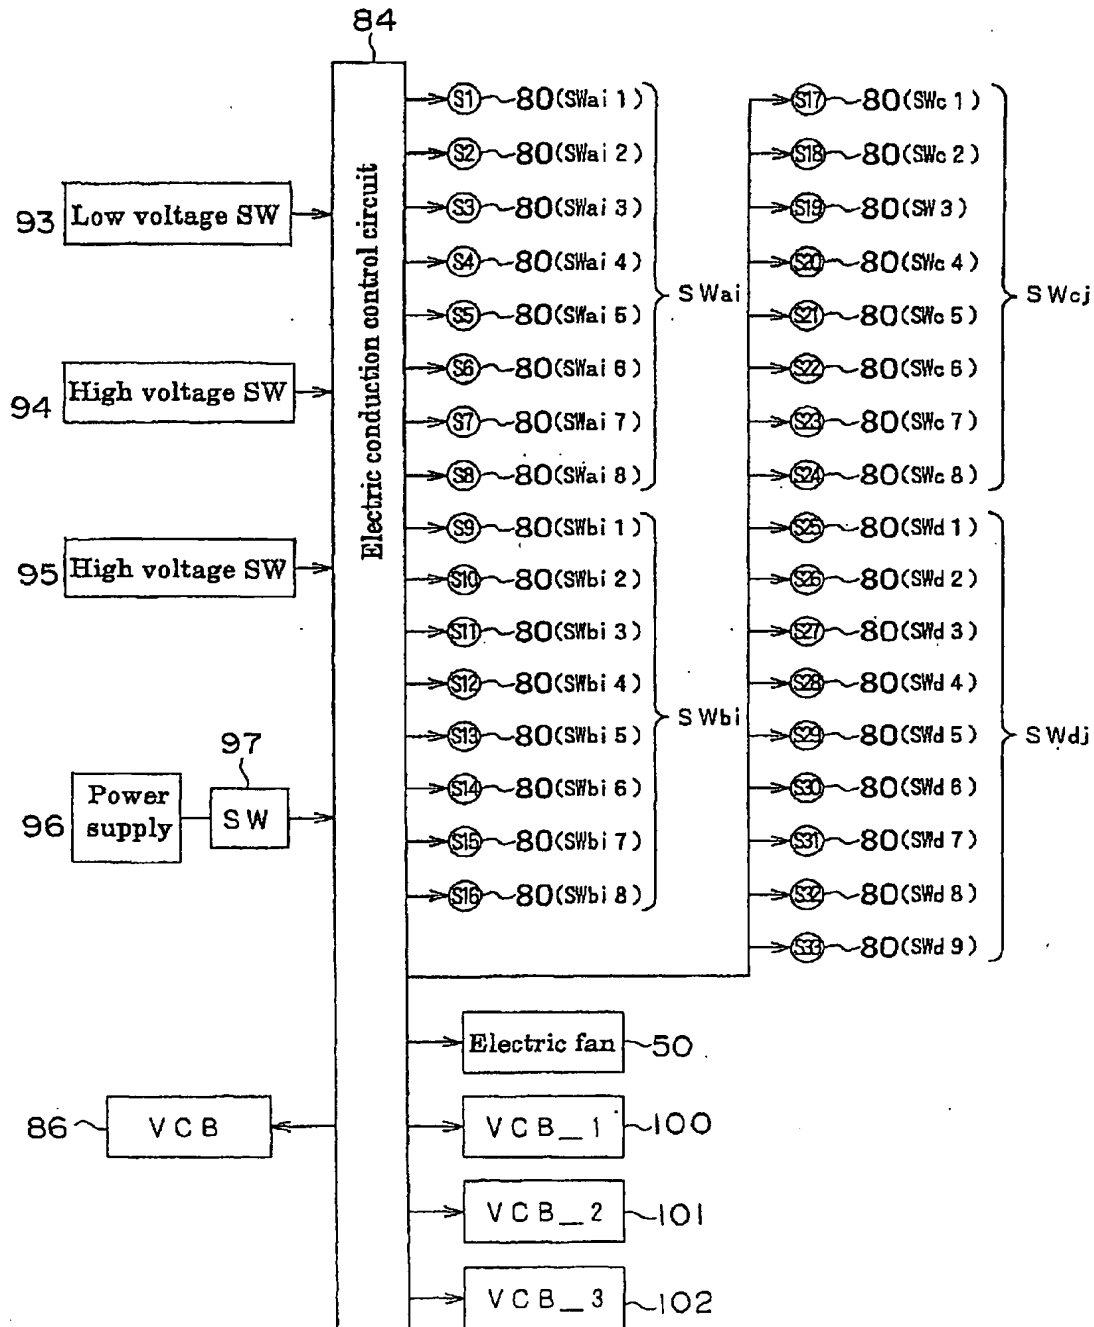 84
Electric conduction control circuit
93 Low voltage SW
94 High voltage SW
95 High voltage SW
97
96 Power supply
SW
86 VCB
S1 80(SWai 1)
S2 80(SWai 2)
S3 80(SWai 3)
S4 80(SWai 4)
S5 80(SWai 5)
S6 80(SWai 6)
S7 80(SWai 7)
S8 80(SWai 8)
SWai
S9 80(SWbi 1)
S10 80(SWbi 2)
S11 80(SWbi 3)
S12 80(SWbi 4)
S13 80(SWbi 5)
S14 80(SWbi 6)
S15 80(SWbi 7)
S16 80(SWbi 8)
SWbi
S17 80(SWc 1)
S18 80(SWc 2)
S19 80(SW 3)
S20 80(SWc 4)
S21 80(SWc 5)
S22 80(SWc 6)
S23 80(SWc 7)
S24 80(SWc 8)
SWcj
S25 80(SWd 1)
S26 80(SWd 2)
S27 80(SWd 3)
S28 80(SWd 4)
S29 80(SWd 5)
S30 80(SWd 6)
S31 80(SWd 7)
S32 80(SWd 8)
S33 80(SWd 9)
SWdj
Electric fan 50
VCB_1 100
VCB_2 101
VCB_3 102